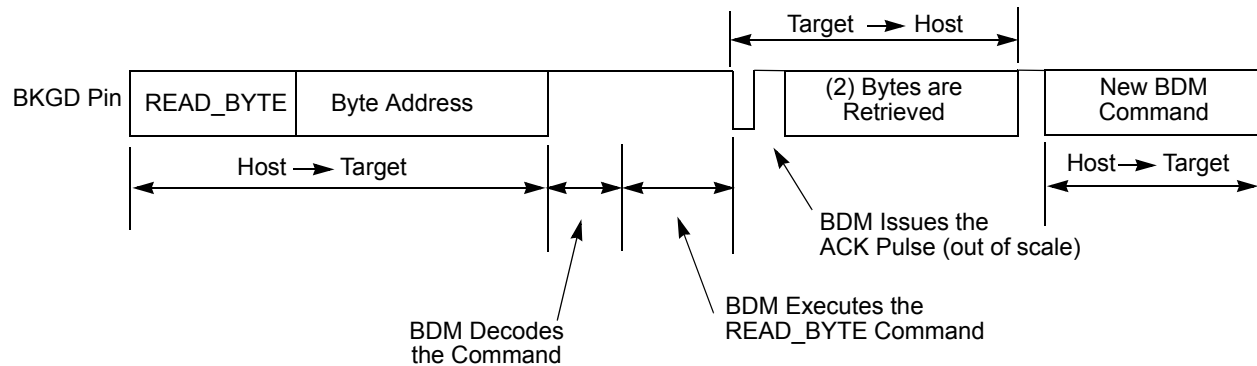 Target → Host
BKGD Pin
READ_BYTE
Byte Address
(2) Bytes are
Retrieved
New BDM
Command
Host → Target
Host → Target
BDM Issues the
ACK Pulse (out of scale)
BDM Executes the
READ_BYTE Command
BDM Decodes
the Command